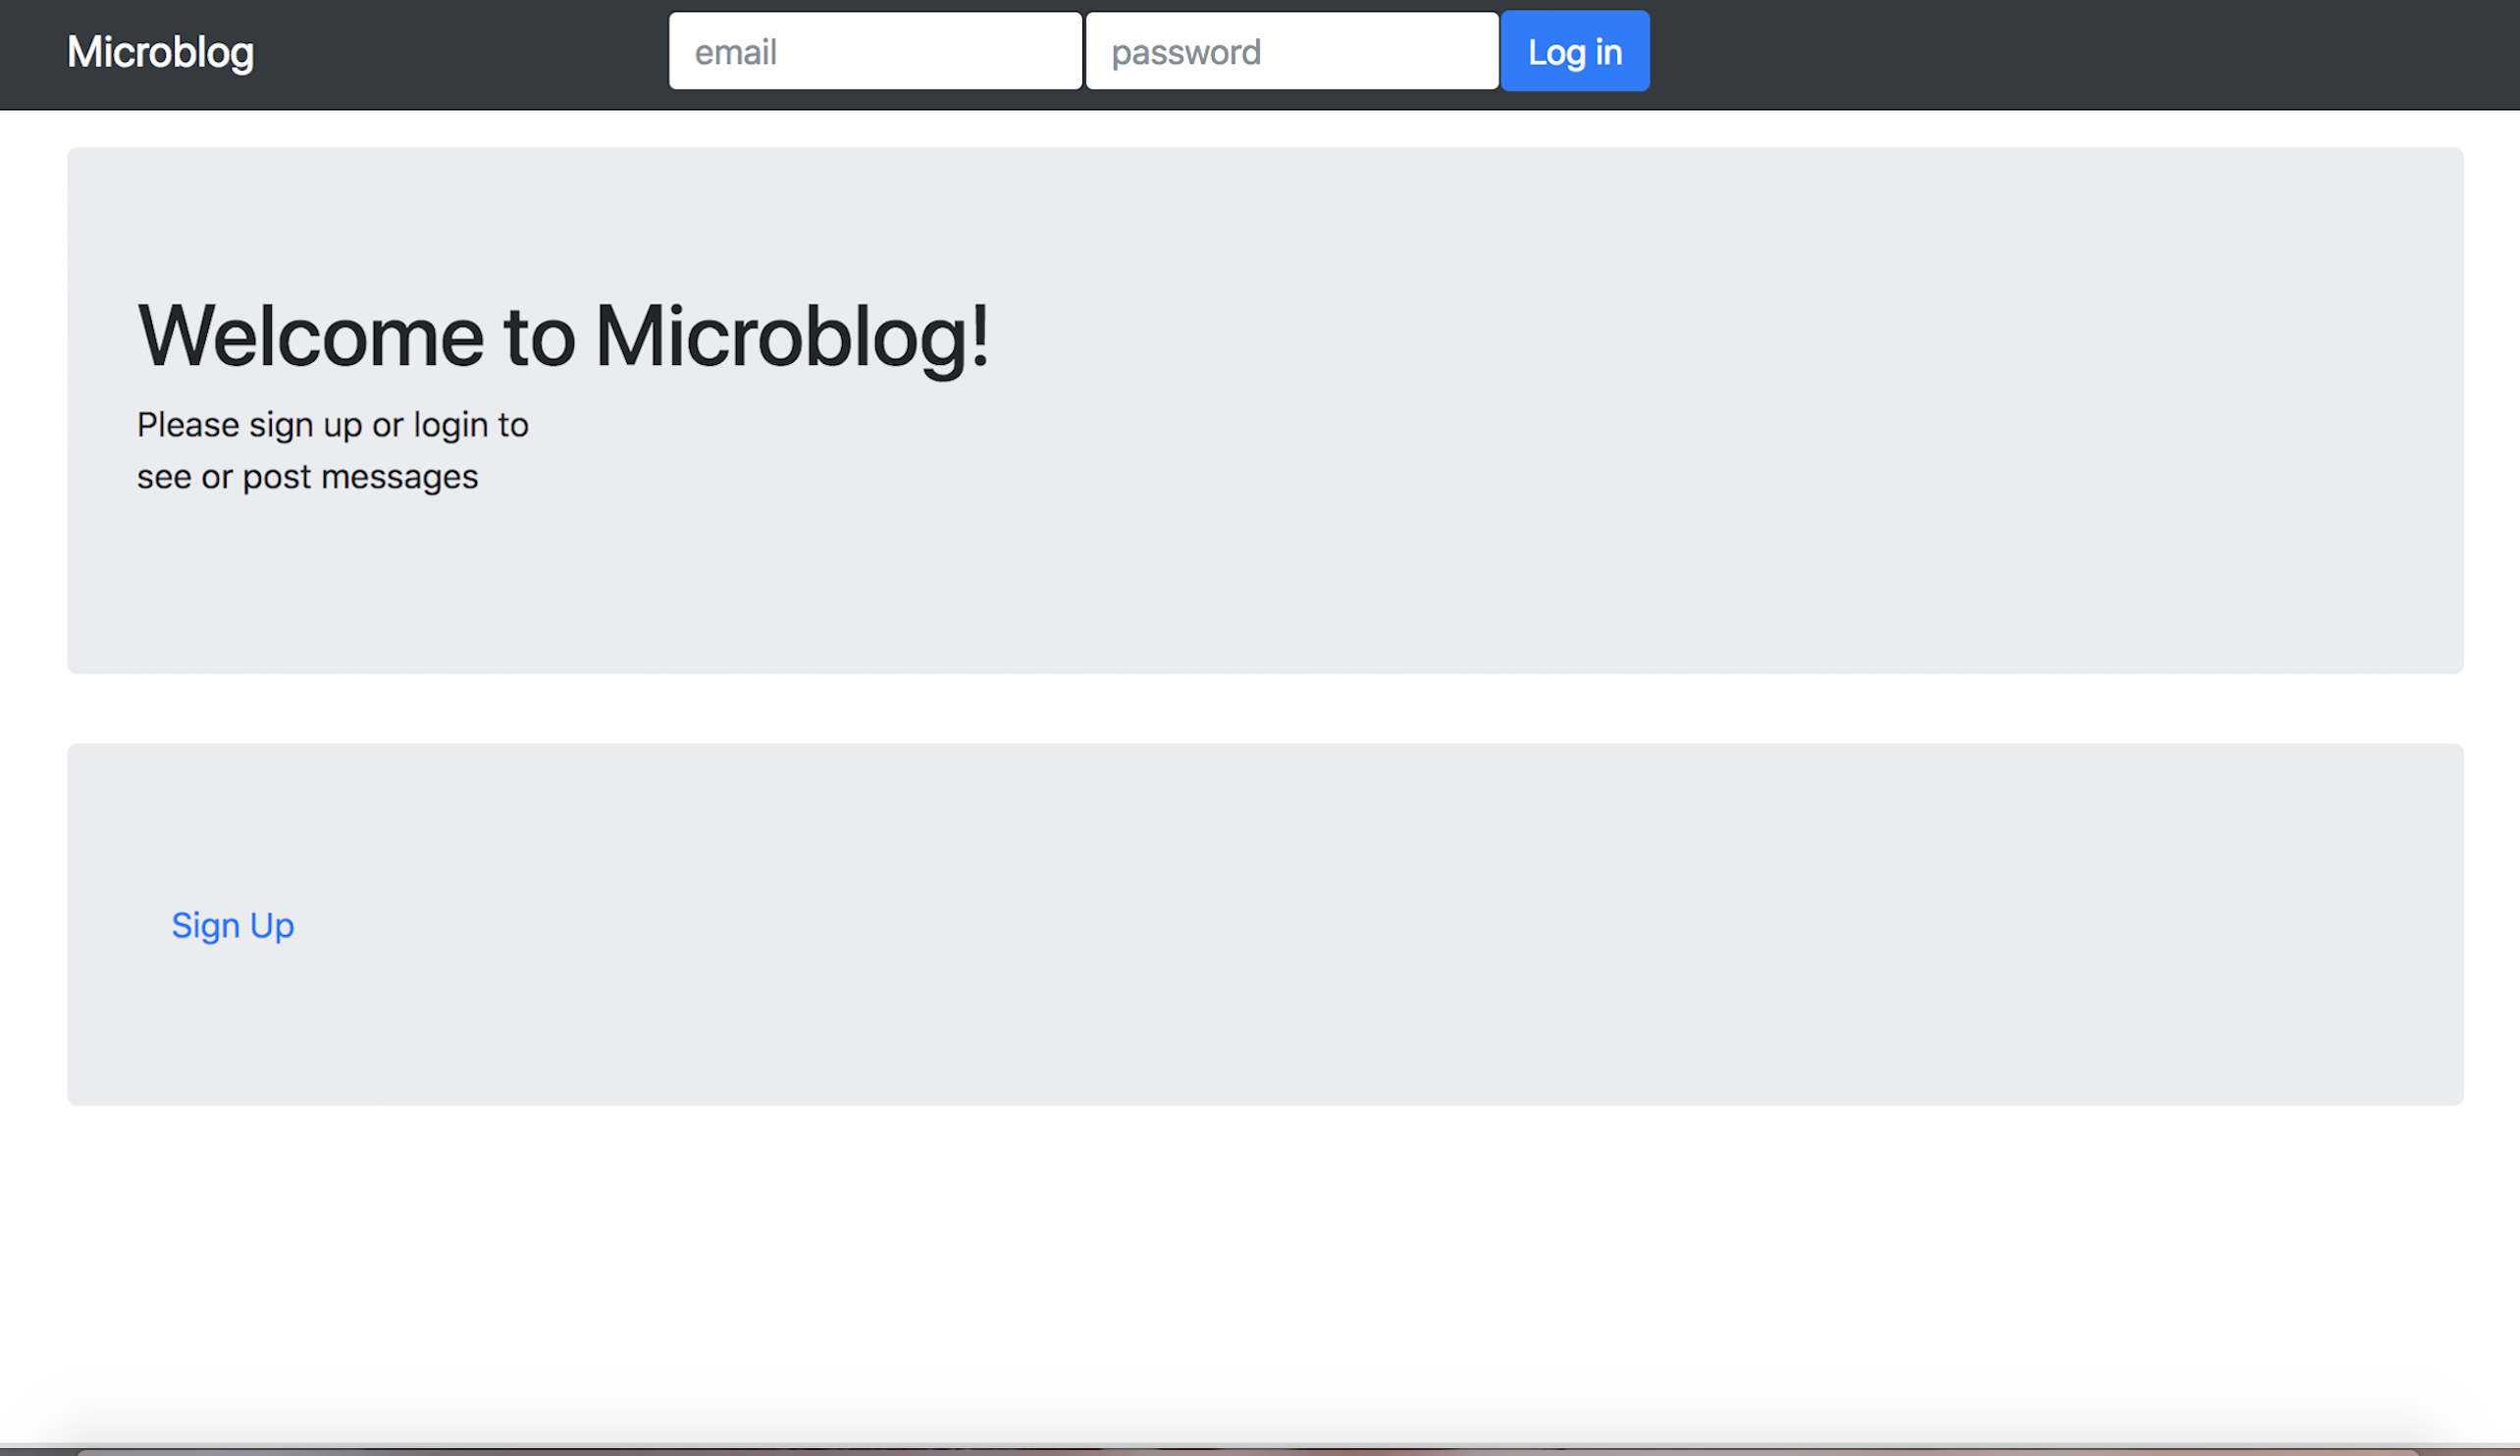 Microblog
email
password
Log in
Welcome to Microblog!
Please sign up or login to
see or post messages
Sign Up